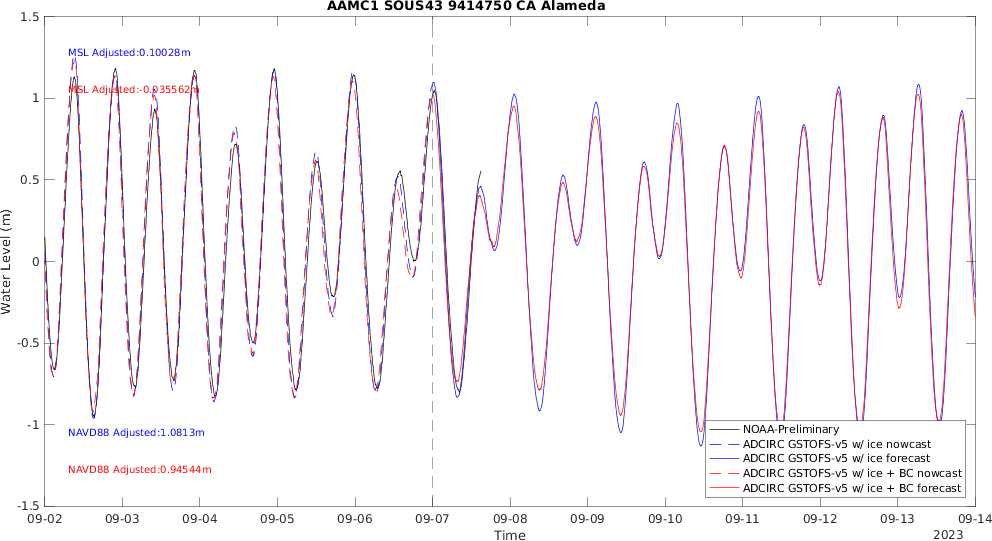 AAMC1 SOUS43 9414750 CA Alameda
1.5
1
0.5
0
-0.5
-1
-1.5
Water Level (m)
MSL Adjusted:0.10028m
MSL Adjusted:-0.035562m
NAVD88 Adjusted:1.0813m
NAVD88 Adjusted:0.94544m
NOAA-Preliminary
ADCIRC GSTOFS-v5 w/ ice nowcast
ADCIRC GSTOFS-v5 w/ ice forecast
ADCIRC GSTOFS-v5 w/ ice + BC nowcast
ADCIRC GSTOFS-v5 w/ ice + BC forecast
09-02 09-03 09-04 09-05 09-06 09-07 09-08 09-09 09-10 09-11 09-12 09-13 09-14
Time
2023